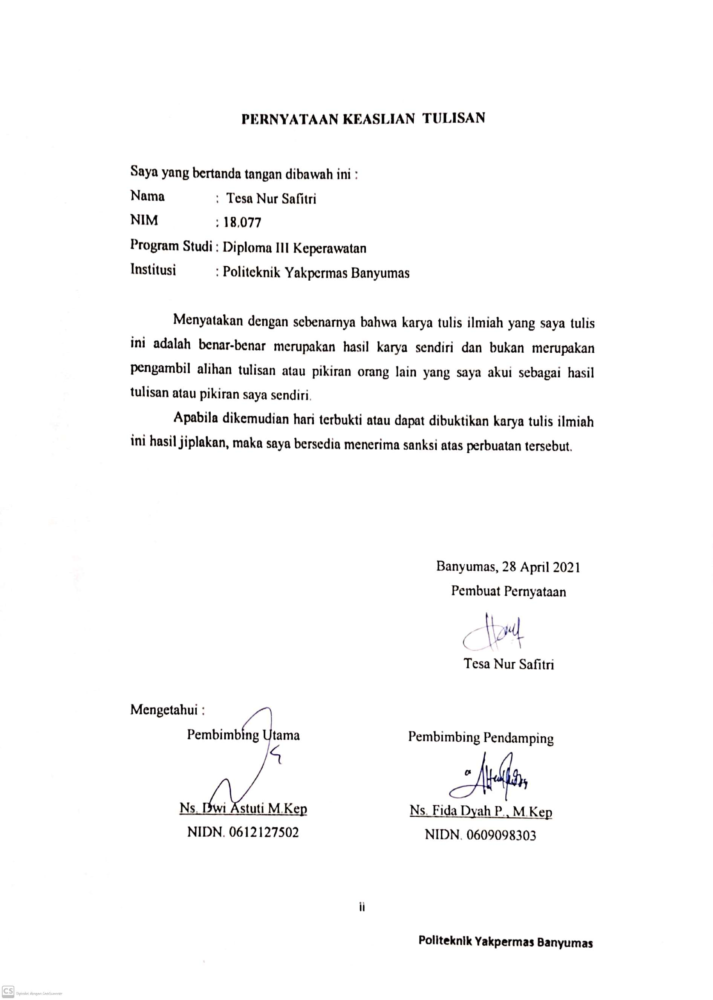 PERNYATAAN KEASLIAN TULISAN
Saya yang bertanda tangan dibawah ini :
Nama : Tesa Nur Safitri
NIM : 18.077
Program Studi : Diploma III Keperawatan
Institusi : Politeknik Yakpermas Banyumas
Menyatakan dengan sebenarnya bahwa karya tulis ilmiah yang saya tulis
ini adalah benar-benar merupakan hasil karya sendiri dan bukan merupakan
pengambil alihan tulisan atau pikiran orang lain yang saya akui sebagai hasil
tulisan atau pikiran saya sendiri.
Apabila dikemudian hari terbukti atau dapat dibuktikan karya tulis ilmiah
ini hasil jiplakan, maka saya bersedia menerima sanksi atas perbuatan tersebut.
Banyumas, 28 April 2021
Pembuat Pernyataan
Tesa Nur Safitri
Mengetahui :
Pembimbing Utama Pembimbing Pendamping
Ns. Dwi Astuti M.Kep Ns. Fida Dyah P., M.Kep
NIDN. 0612127502 NIDN. 0609098303
ii
Politeknik Yakpermas Banyumas
CS Dipindai dengan CamScanner